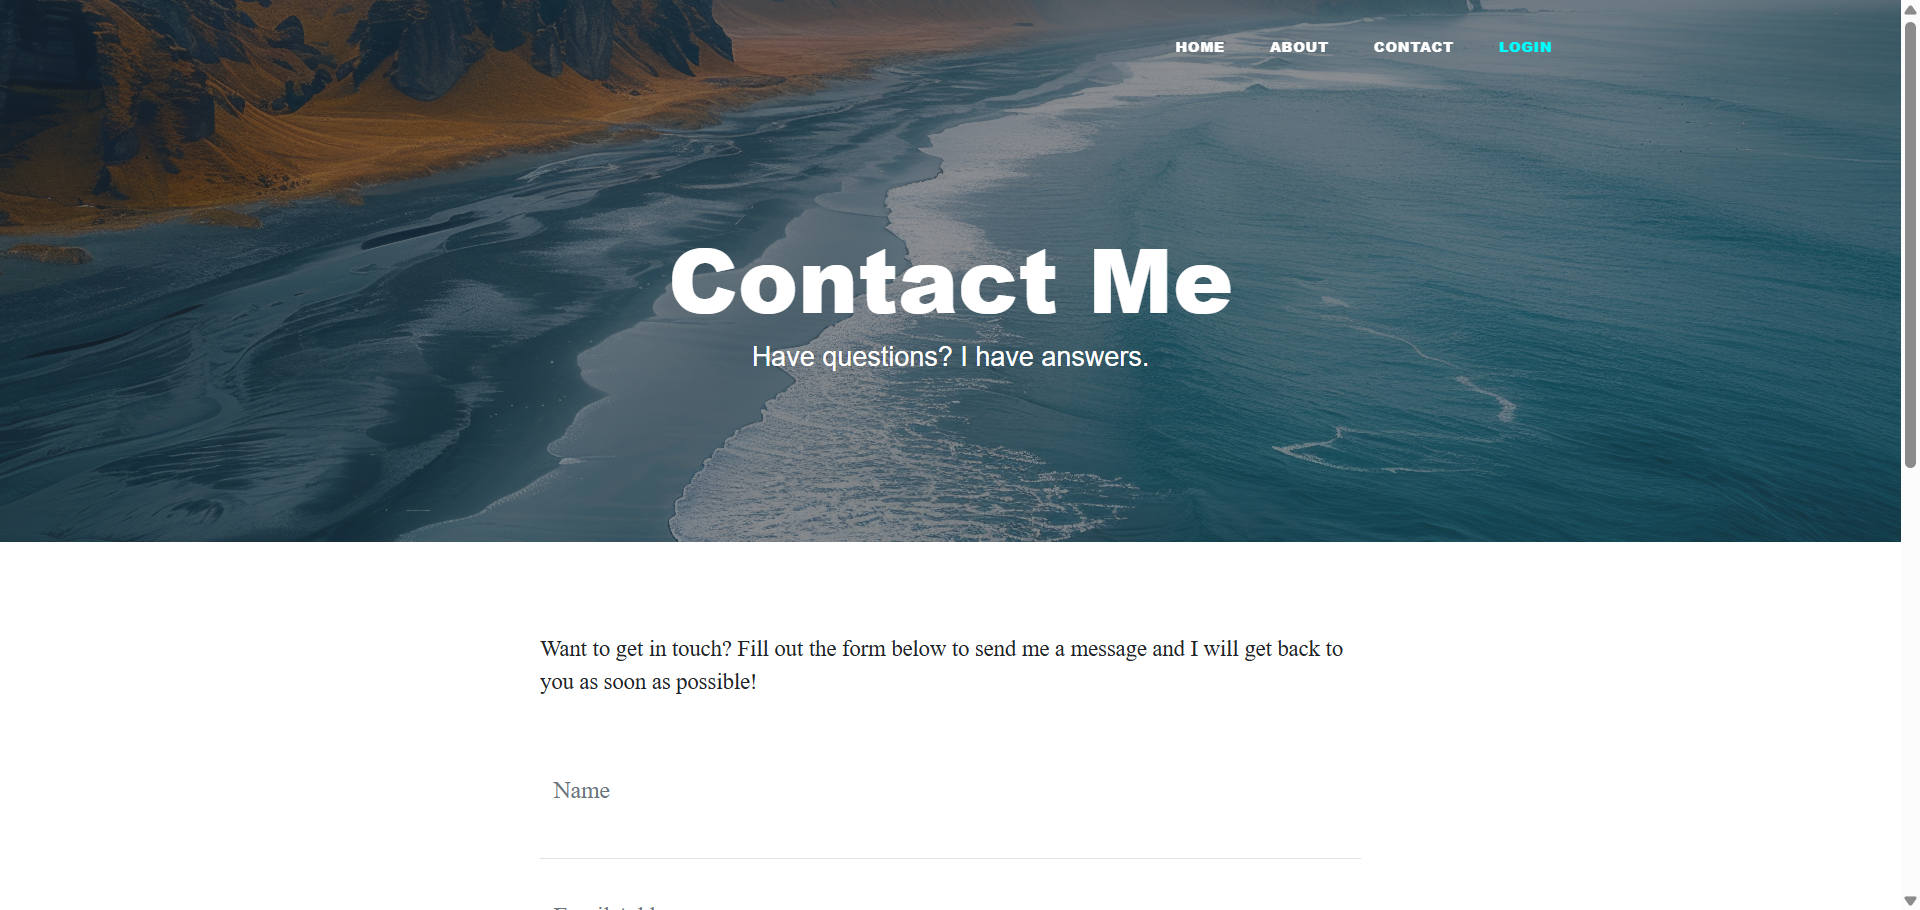 HOME ABOUT CONTACT LOGIN
Contact Me
Have questions? I have answers.
Want to get in touch? Fill out the form below to send me a message and I will get back to
you as soon as possible!
Name